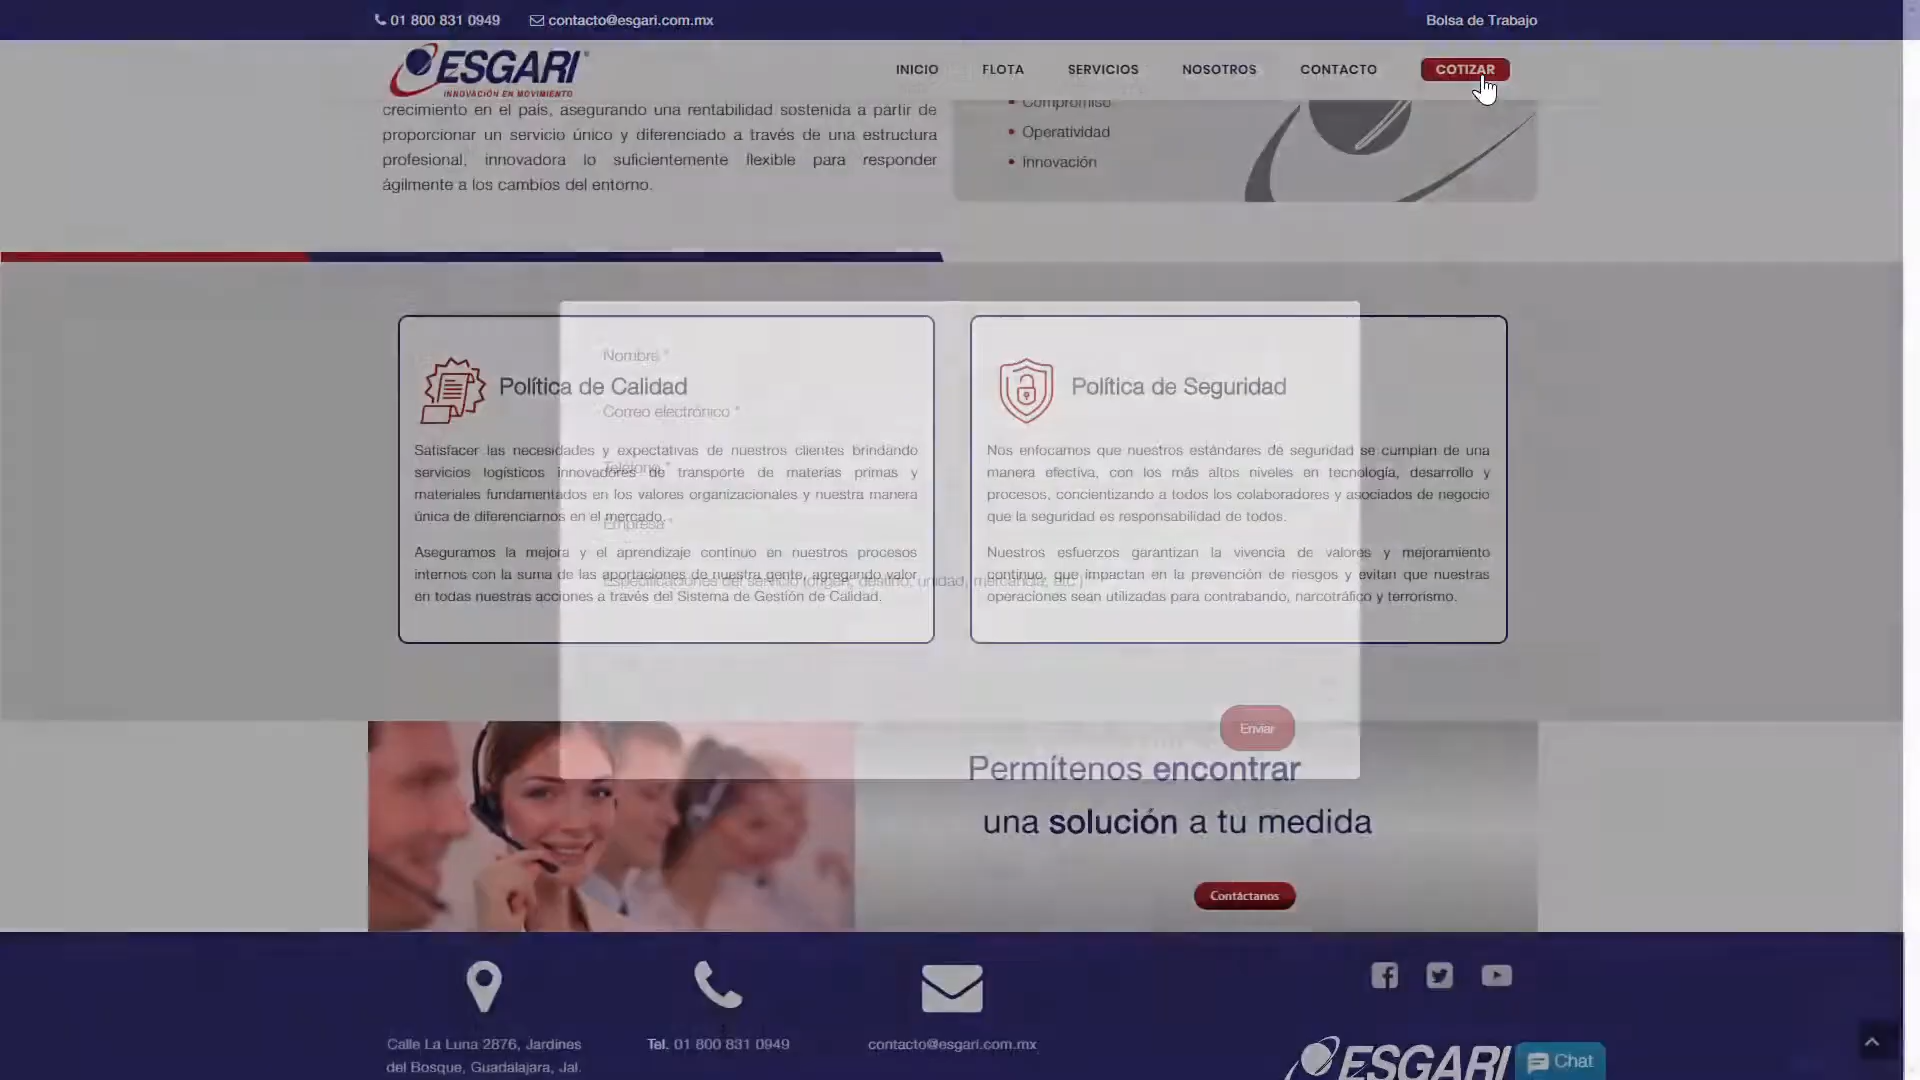 01 800 831 0949 contacto@esgari.com.mx Bolsa de Trabajo
ESGARI
INNOVACIÓN EN MOVIMIENTO
INICIO FLOTA SERVICIOS NOSOTROS CONTACTO COTIZAR
crecimiento en el país, asegurando una rentabilidad sostenida a partir de
proporcionar un servicio único y diferenciado a través de una estructura
profesional, innovadora lo suficientemente flexible para responder
ágilmente a los cambios del entorno.
• Compromiso
• Operatividad
• Innovación
Nombre *
Correo electrónico *
Teléfono *
Empresa *
Especificaciones del servicio (origen, destino, unidad, mercancía, etc.)
Enviar
Política de Calidad
Satisfacer las necesidades y expectativas de nuestros clientes brindando
servicios logísticos innovadores de transporte de materias primas y
materiales fundamentados en los valores organizacionales y nuestra manera
única de diferenciarnos en el mercado.
Aseguramos la mejora y el aprendizaje continuo en nuestros procesos
internos con la suma de las aportaciones de nuestra gente, agregando valor
en todas nuestras acciones a través del Sistema de Gestión de Calidad.
Política de Seguridad
Nos enfocamos que nuestros estándares de seguridad se cumplan de una
manera efectiva, con los más altos niveles en tecnología, desarrollo y
procesos, concientizando a todos los colaboradores y asociados de negocio
que la seguridad es responsabilidad de todos.
Nuestros esfuerzos garantizan la vivencia de valores y mejoramiento
continuo, que impactan en la prevención de riesgos y evitan que nuestras
operaciones sean utilizadas para contrabando, narcotráfico y terrorismo.
Permítenos encontrar
una solución a tu medida
Contáctanos
Calle La Luna 2876, Jardines
del Bosque, Guadalajara, Jal.
Tel. 01 800 831 0949
contacto@esgari.com.mx
ESGARI
Chat